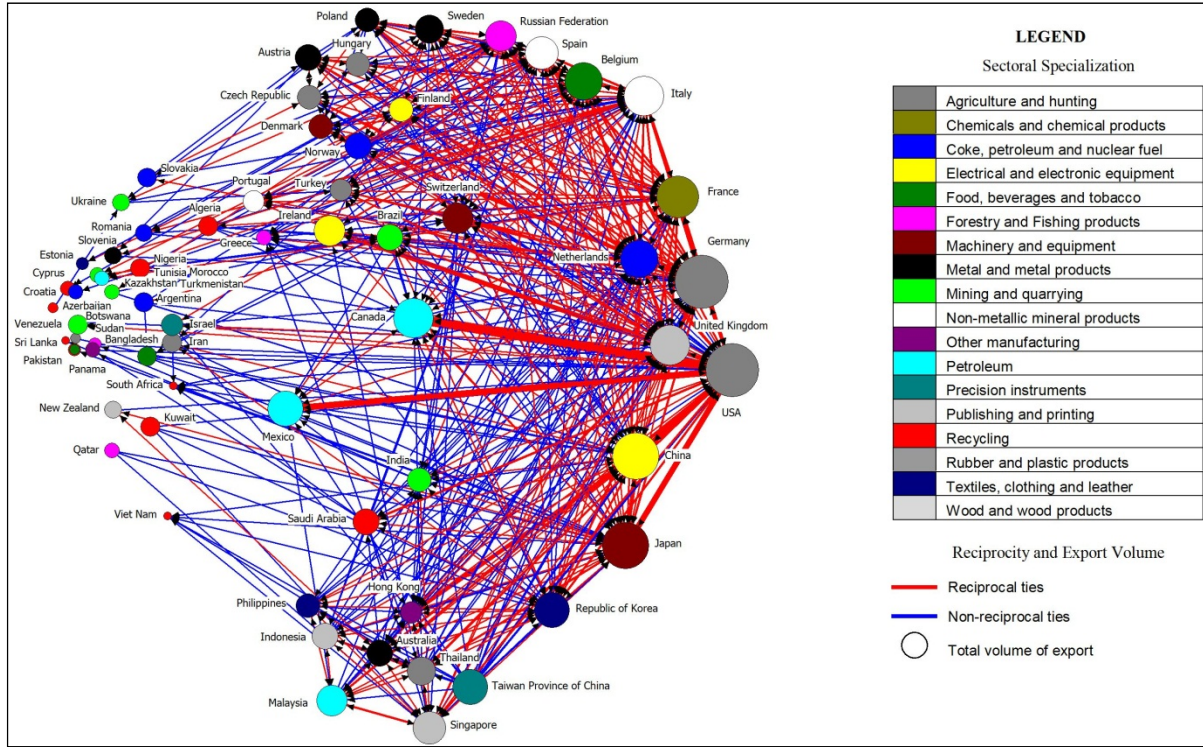 Poland
Sweden
Russian Federation
Spain
Hungary
Austria
Belgium
Italy
Czech Republic
Finland
Denmark
Norway
Slovakia
Portugal
Turkey
Switzerland
France
Ukraine
Algeria
Ireland
Brazil
Romania
Germany
Slovenia
Greece
Estonia
Nigeria
Netherlands
Cyprus
Tunisia
Morocco
Kazakhstan
Turkmenistan
Croatia
Argentina
Azerbaiian
Canada
Botswana
Venezuela
Israel
United Kingdom
Sudan
Bangladesh
Iran
Sri Lanka
Pakistan
Panama
South Africa
USA
New Zealand
Kuwait
Mexico
Qatar
India
China
Viet Nam
Saudi Arabia
Japan
Hong Kong
Philippines
Republic of Korea
Indonesia
Australia
Thailand
Taiwan Province of China
Malaysia
Singapore
LEGEND
Sectoral Specialization
Agriculture and hunting
Chemicals and chemical products
Coke, petroleum and nuclear fuel
Electrical and electronic equipment
Food, beverages and tobacco
Forestry and Fishing products
Machinery and equipment
Metal and metal products
Mining and quarrying
Non-metallic mineral products
Other manufacturing
Petroleum
Precision instruments
Publishing and printing
Recycling
Rubber and plastic products
Textiles, clothing and leather
Wood and wood products
Reciprocity and Export Volume
Reciprocal ties
Non-reciprocal ties
Total volume of export